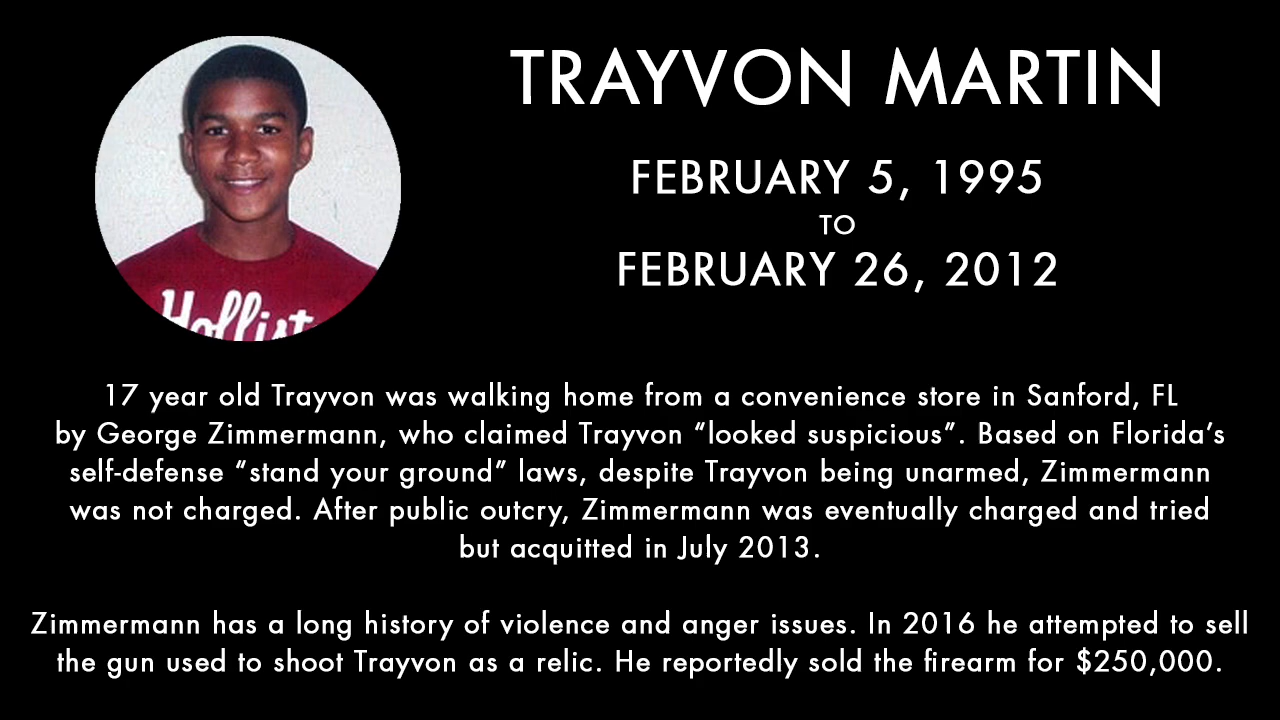 TRAYVON MARTIN
FEBRUARY 5, 1995
TO
FEBRUARY 26, 2012
Hollist
17 year old Trayvon was walking home from a convenience store in Sanford, FL
by George Zimmermann, who claimed Trayvon “looked suspicious”. Based on Florida’s
self-defense “stand your ground” laws, despite Trayvon being unarmed, Zimmermann
was not charged. After public outcry, Zimmermann was eventually charged and tried
but acquitted in July 2013.
Zimmermann has a long history of violence and anger issues. In 2016 he attempted to sell
the gun used to shoot Trayvon as a relic. He reportedly sold the firearm for $250,000.